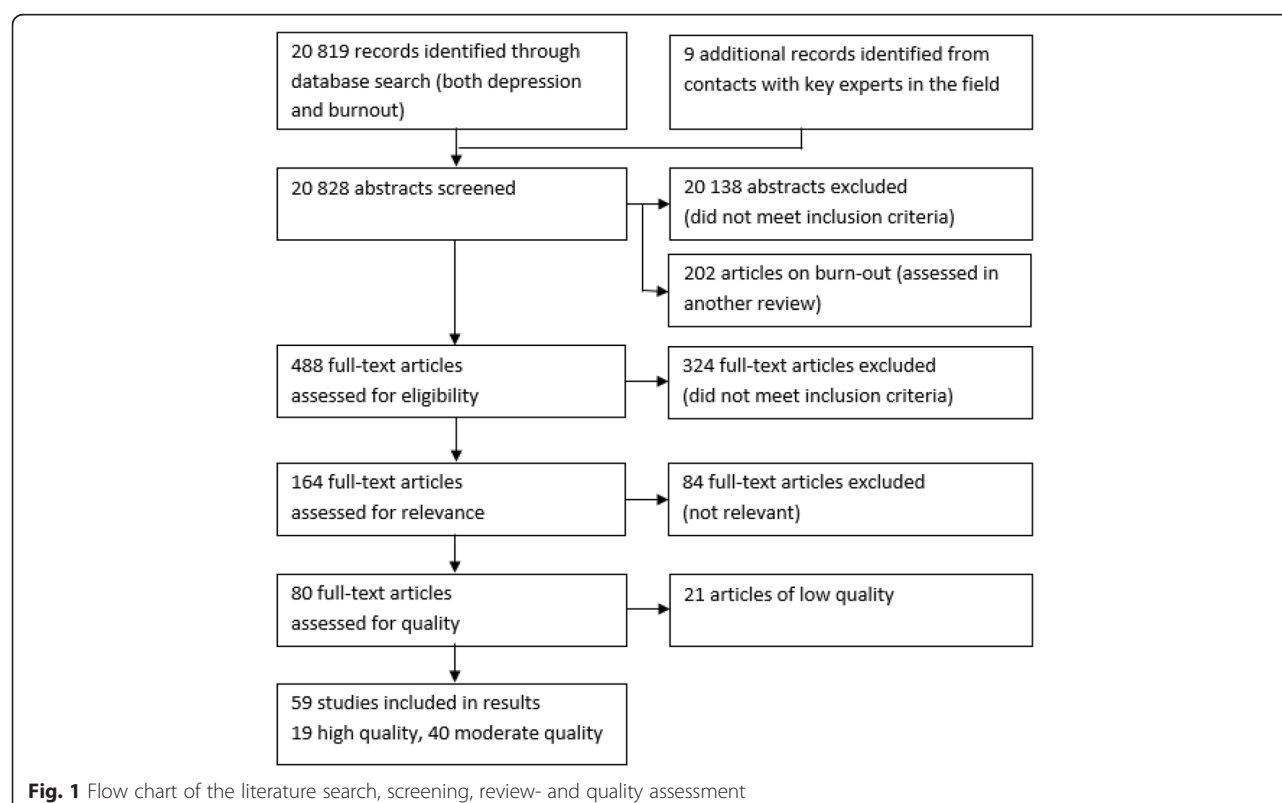 20 819 records identified through
database search (both depression
and burnout)
9 additional records identified from
contacts with key experts in the field
20 828 abstracts screened
20 138 abstracts excluded
(did not meet inclusion criteria)
202 articles on burn-out (assessed in
another review)
488 full-text articles
assessed for eligibility
324 full-text articles excluded
(did not meet inclusion criteria)
164 full-text articles
assessed for relevance
84 full-text articles excluded
(not relevant)
80 full-text articles
assessed for quality
21 articles of low quality
59 studies included in results
19 high quality, 40 moderate quality
Fig. 1 Flow chart of the literature search, screening, review- and quality assessment